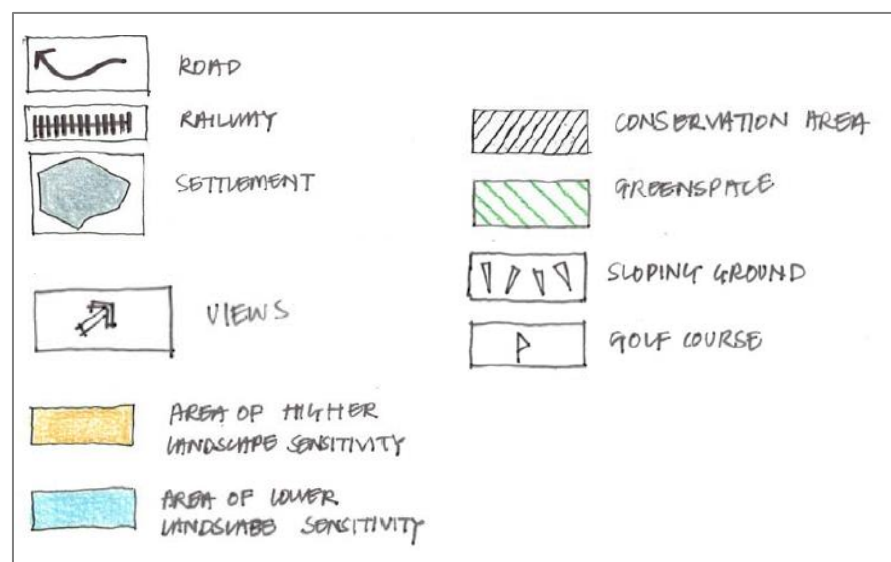 ROAD
RAILWAY
SETTLEMENT
VIEWS
AREA OF HIGHER
LANDSCAPE SENSITIVITY
AREA OF LOWER
LANDSCAPE SENSITIVITY
CONSERVATION AREA
GREENSPACE
SLOPING GROUND
GOLF COURSE